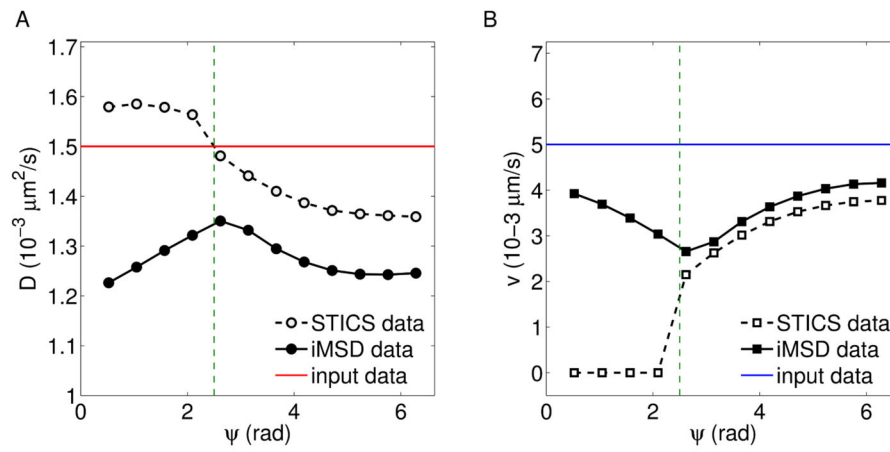 A
1.7
1.6
1.5
1.4
1.3
1.2
1.1
1
D (10⁻³ μm²/s)
STICS data
iMSD data
input data
0 2 4 6
ψ (rad)
B
7
6
5
4
3
2
1
0
v (10–3 μm/s)
STICS data
iMSD data
input data
0 2 4 6
ψ (rad)